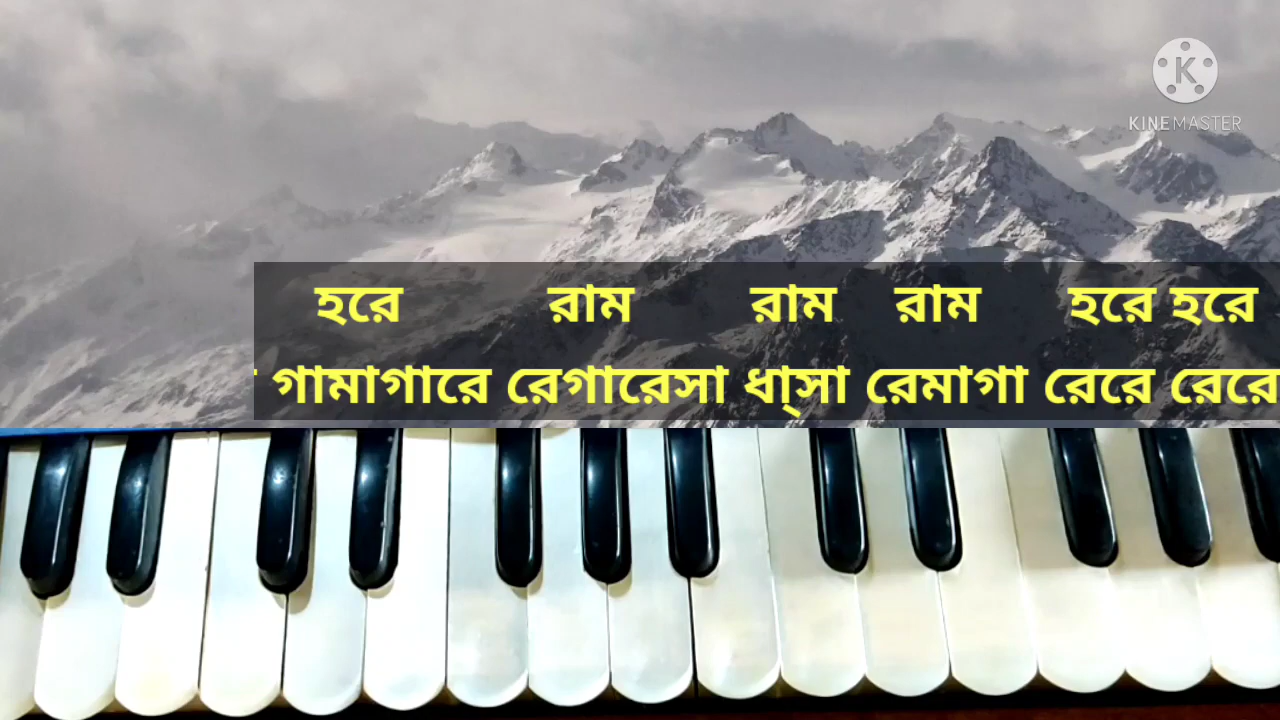 KINEMASTER
হরে রাম রাম রাম হরে হরে
গামাগারে রেগারেসা ধা্সা রেমাগা রেরে রেরে